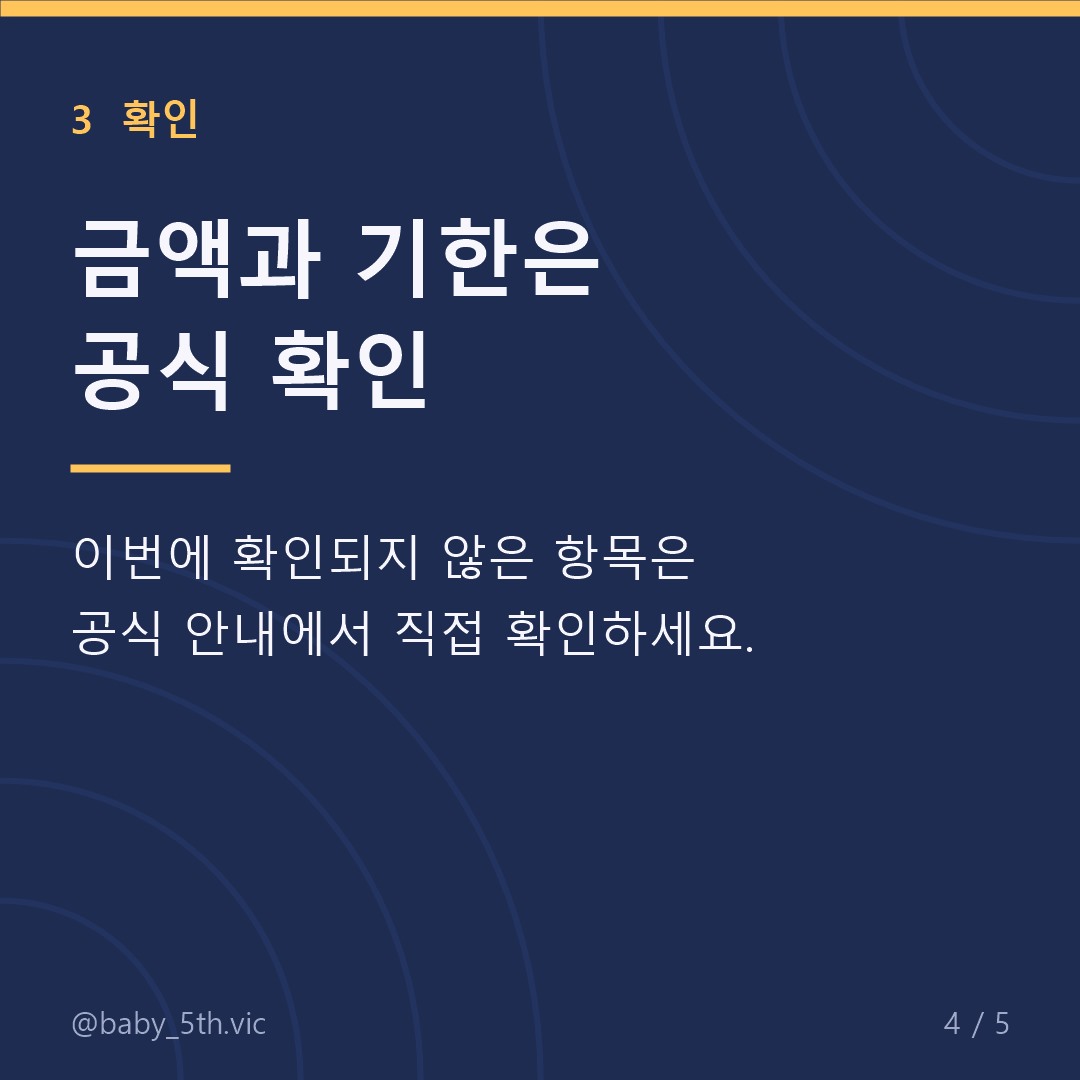 3 확인
금액과 기한은
공식 확인
이번에 확인되지 않은 항목은
공식 안내에서 직접 확인하세요.
@baby_5th.vic
4 / 5